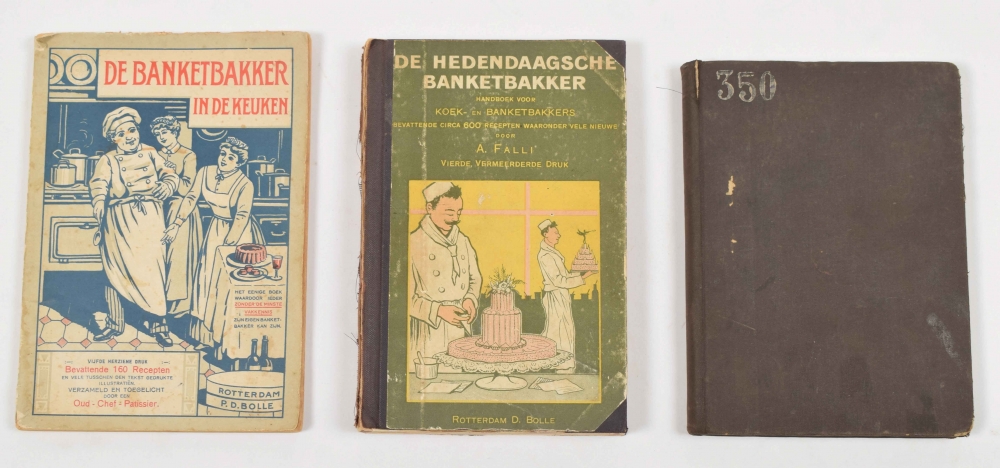 DE BANKETBAKKER
IN DE KEUKEN
HET EENIGE BOEK
WAARDOOR IEDER
ZONDER DE MINSTE
VAKKENNIS
ZIJN EIGEN BANKET-
BAKKER KAN ZIJN.
VIJFDE HERZIENE DRUK
Bevattende 160 Recepten
EN VELE TUSSCHEN DEN TEKST GEDRUKTE
ILLUSTRATIËN.
VERZAMELD EN TOEGELICHT
DOOR EEN
Oud-Chef-Patissier.
ROTTERDAM
P. D. BOLLE
DE HEDENDAAGSCHE
BANKETBAKKER
HANDBOEK VOOR
KOEK- EN BANKETBAKKERS
BEVATTENDE CIRCA 600 RECEPTEN WAARONDER VELE NIEUWE
DOOR
A. FALLI
VIERDE, VERMEERDERDE DRUK
ROTTERDAM D. BOLLE
350